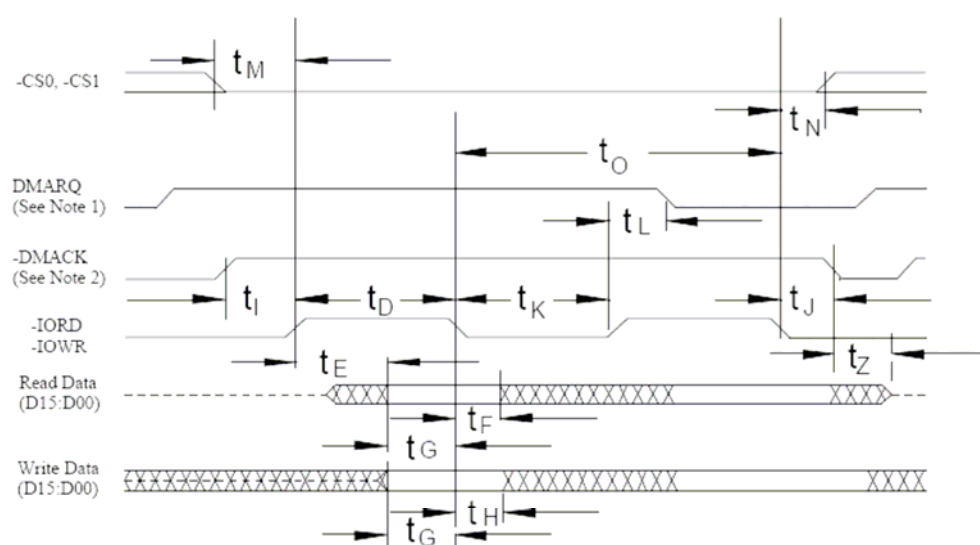 tM
-CS0, -CS1
tN
tO
DMARQ
(See Note 1)
tL
-DMACK
(See Note 2)
tI
tD
tK
tJ
-IORD
-IOWR
tE
tZ
Read Data
(D15:D00)
tF
tG
Write Data
(D15:D00)
tH
tG